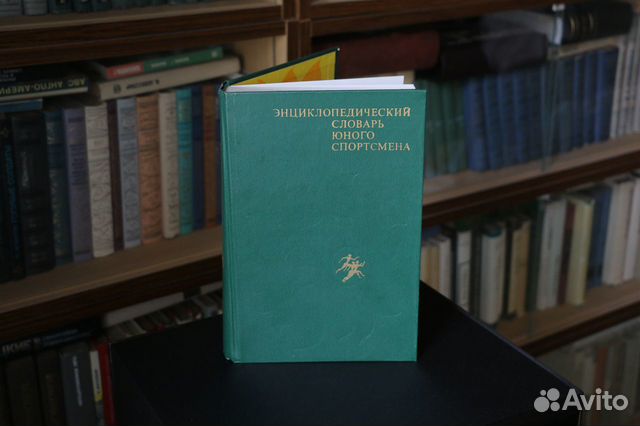 ЭНЦИКЛОПЕДИЧЕСКИЙ
СЛОВАРЬ
ЮНОГО
СПОРТСМЕНА
Avito